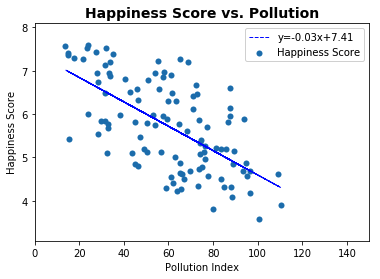 Happiness Score vs. Pollution
8
7
6
5
4
Happiness Score
y=-0.03x+7.41
Happiness Score
0 20 40 60 80 100 120 140
Pollution Index